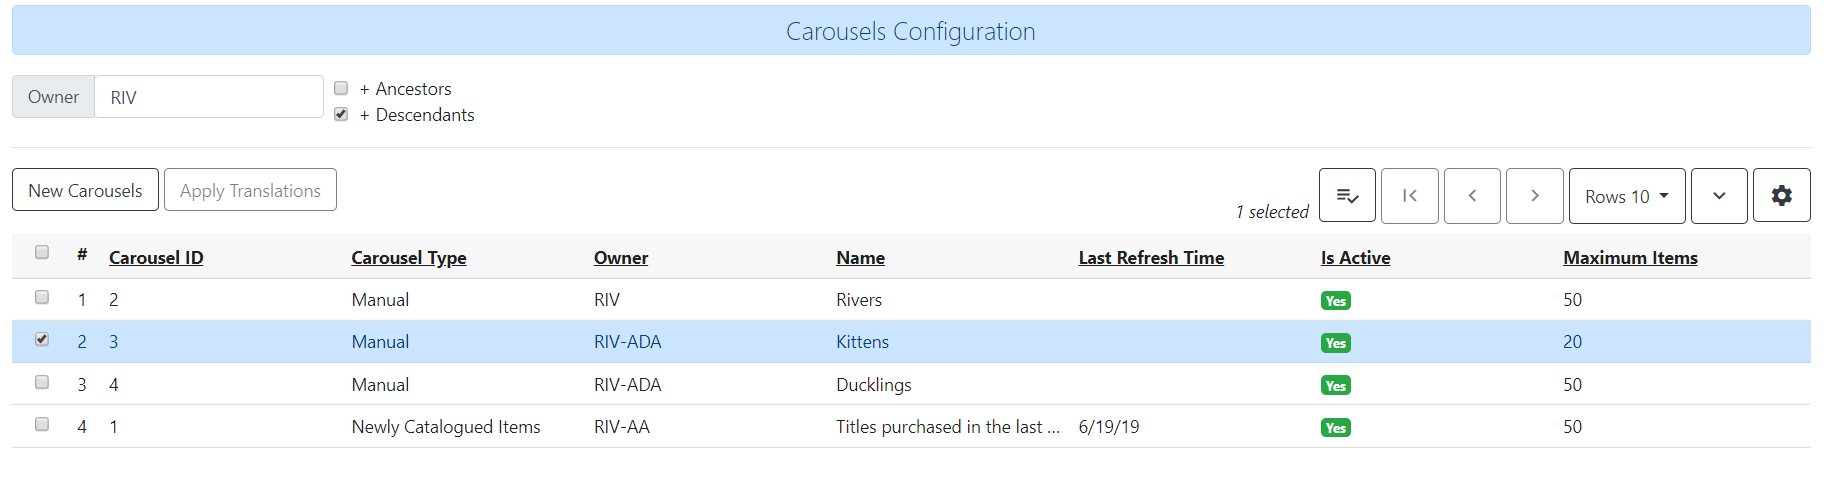 Carousels Configuration
Owner RIV
+ Ancestors
+ Descendants
New Carousels Apply Translations 1 selected Rows 10
# Carousel ID Carousel Type Owner Name Last Refresh Time Is Active Maximum Items
1 2 Manual RIV Rivers Yes 50
2 3 Manual RIV-ADA Kittens Yes 20
3 4 Manual RIV-ADA Ducklings Yes 50
4 1 Newly Catalogued Items RIV-AA Titles purchased in the last ... 6/19/19 Yes 50